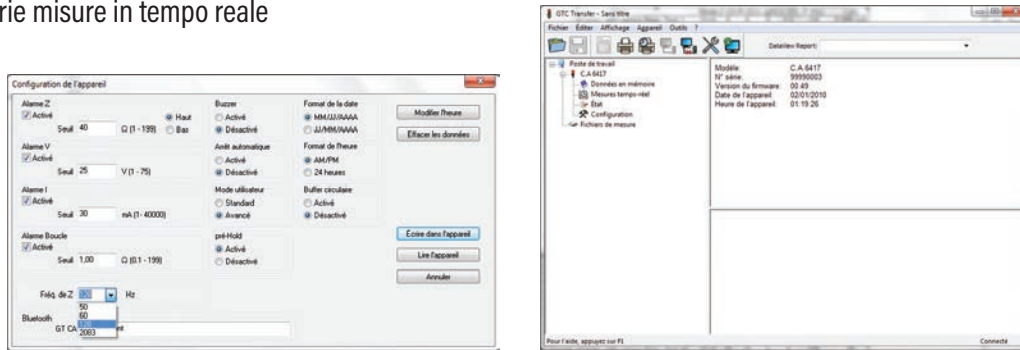 rie misure in tempo reale
Configuration de l'appareil
Alarme Z
Activé
Seuil 40 Ω (1 - 199)
Haut
Bas
Alarme V
Activé
Seuil 25 V (1 - 75)
Alarme I
Activé
Seuil 30 mA (1 - 40000)
Alarme Boucle
Activé
Seuil 1,00 Ω (0.1 - 199)
Fréq. de Z 128 Hz
50
60
128
2083
Bluetooth
GT CA
Buzzer
Activé
Désactivé
Arrêt automatique
Activé
Désactivé
Mode utilisateur
Standard
Avancé
pré-Hold
Activé
Désactivé
Format de la date
MM/JJ/AAAA
JJ/MM/AAAA
Format de l'heure
AM/PM
24 heures
Buffer circulaire
Activé
Désactivé
Modifier l'heure
Effacer les données
Écrire dans l'appareil
Lire l'appareil
Annuler
GTC Transfer - Sans titre
Fichier Éditer Affichage Appareil Outils ?
Dataview Report:
Poste de travail
C.A 6417
Données en mémoire
Mesures temps-réel
État
Configuration
Fichiers de mesure
Modèle: C.A 6417
N° série: 99990003
Version du firmware: 00.49
Date de l'appareil: 02/01/2010
Heure de l'appareil: 01:19:26
Pour l'aide, appuyez sur F1
Connecté